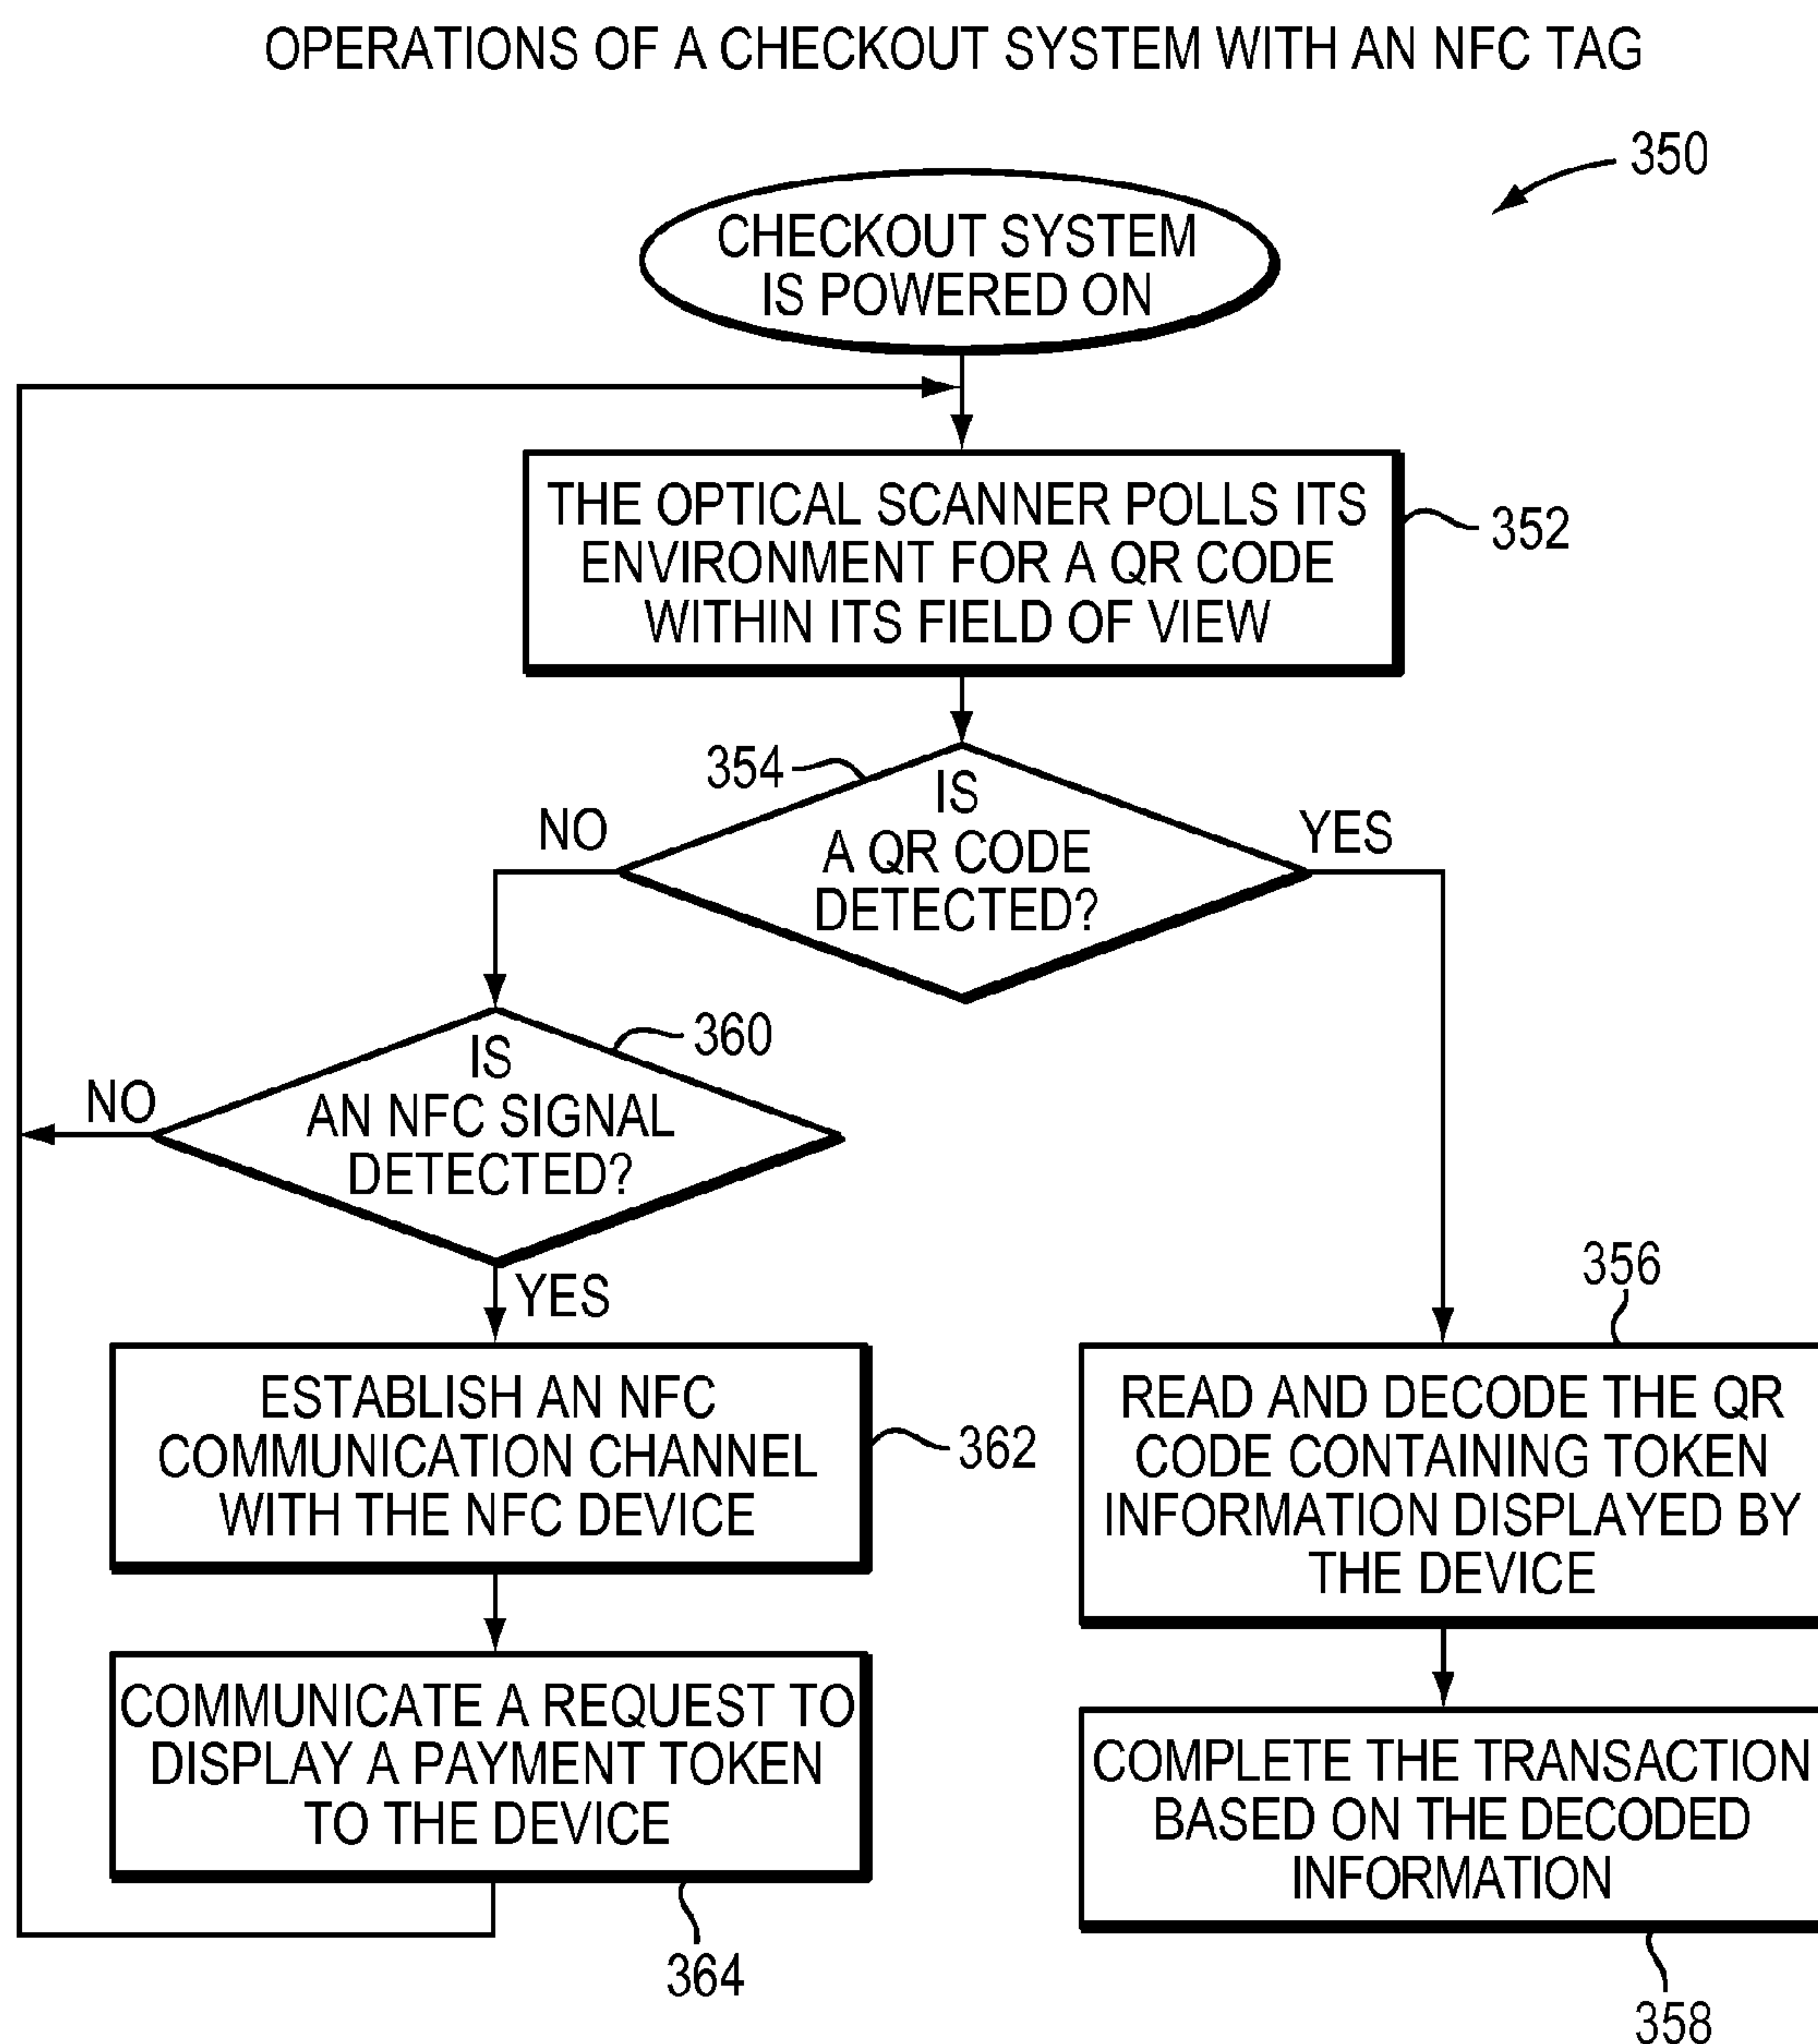 OPERATIONS OF A CHECKOUT SYSTEM WITH AN NFC TAG
350
CHECKOUT SYSTEM
IS POWERED ON
THE OPTICAL SCANNER POLLS ITS
ENVIRONMENT FOR A QR CODE
WITHIN ITS FIELD OF VIEW
352
354
IS
A QR CODE
DETECTED?
NO
YES
360
IS
AN NFC SIGNAL
DETECTED?
NO
YES
ESTABLISH AN NFC
COMMUNICATION CHANNEL
WITH THE NFC DEVICE
362
COMMUNICATE A REQUEST TO
DISPLAY A PAYMENT TOKEN
TO THE DEVICE
364
356
READ AND DECODE THE QR
CODE CONTAINING TOKEN
INFORMATION DISPLAYED BY
THE DEVICE
COMPLETE THE TRANSACTION
BASED ON THE DECODED
INFORMATION
358